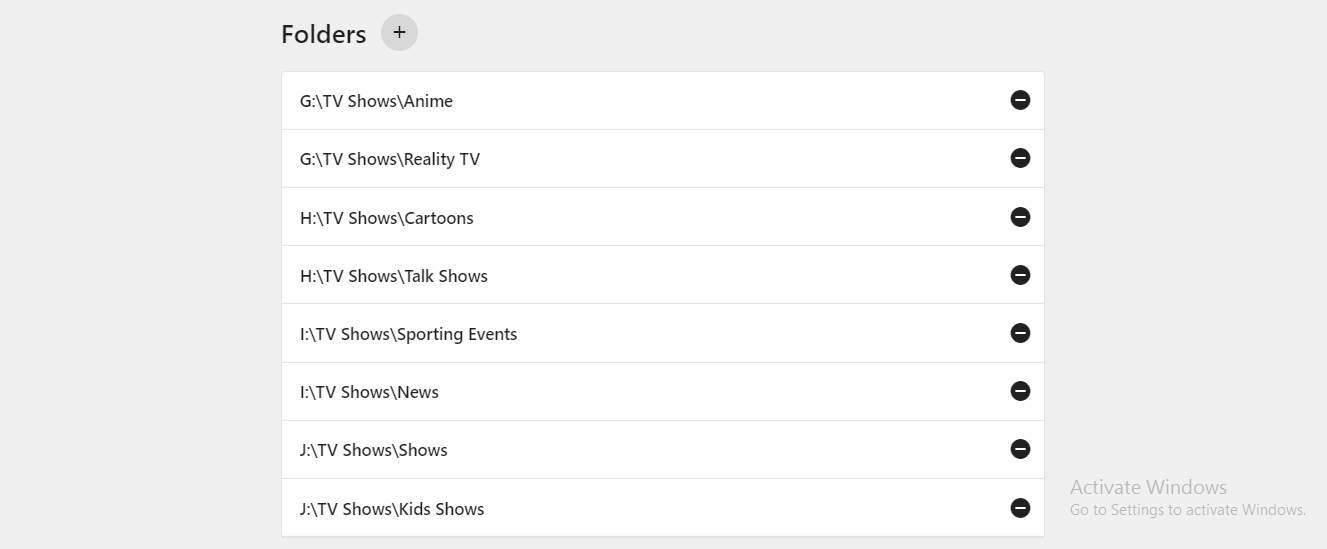 Folders +
G:\TV Shows\Anime
G:\TV Shows\Reality TV
H:\TV Shows\Cartoons
H:\TV Shows\Talk Shows
I:\TV Shows\Sporting Events
I:\TV Shows\News
J:\TV Shows\Shows
J:\TV Shows\Kids Shows
Activate Windows
Go to Settings to activate Windows.